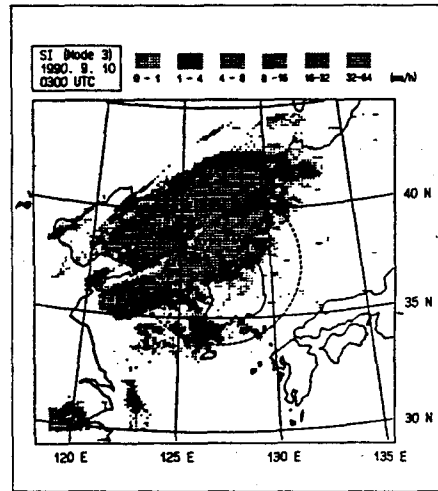 SI (Mode 3)
1990. 9. 10
0300 UTC
0 - 1 1 - 4 4 - 8 8 -16 16-32 32-64 (mm/h)
40 N
35 N
30 N
120 E 125 E 130 E 135 E